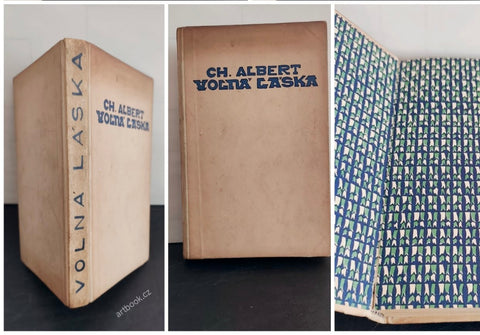 VOLNÁ LÁSKA
CH. ALBERT
VOLNÁ LÁSKA
artbook.cz
CH. ALBERT
VOLNÁ LÁSKA